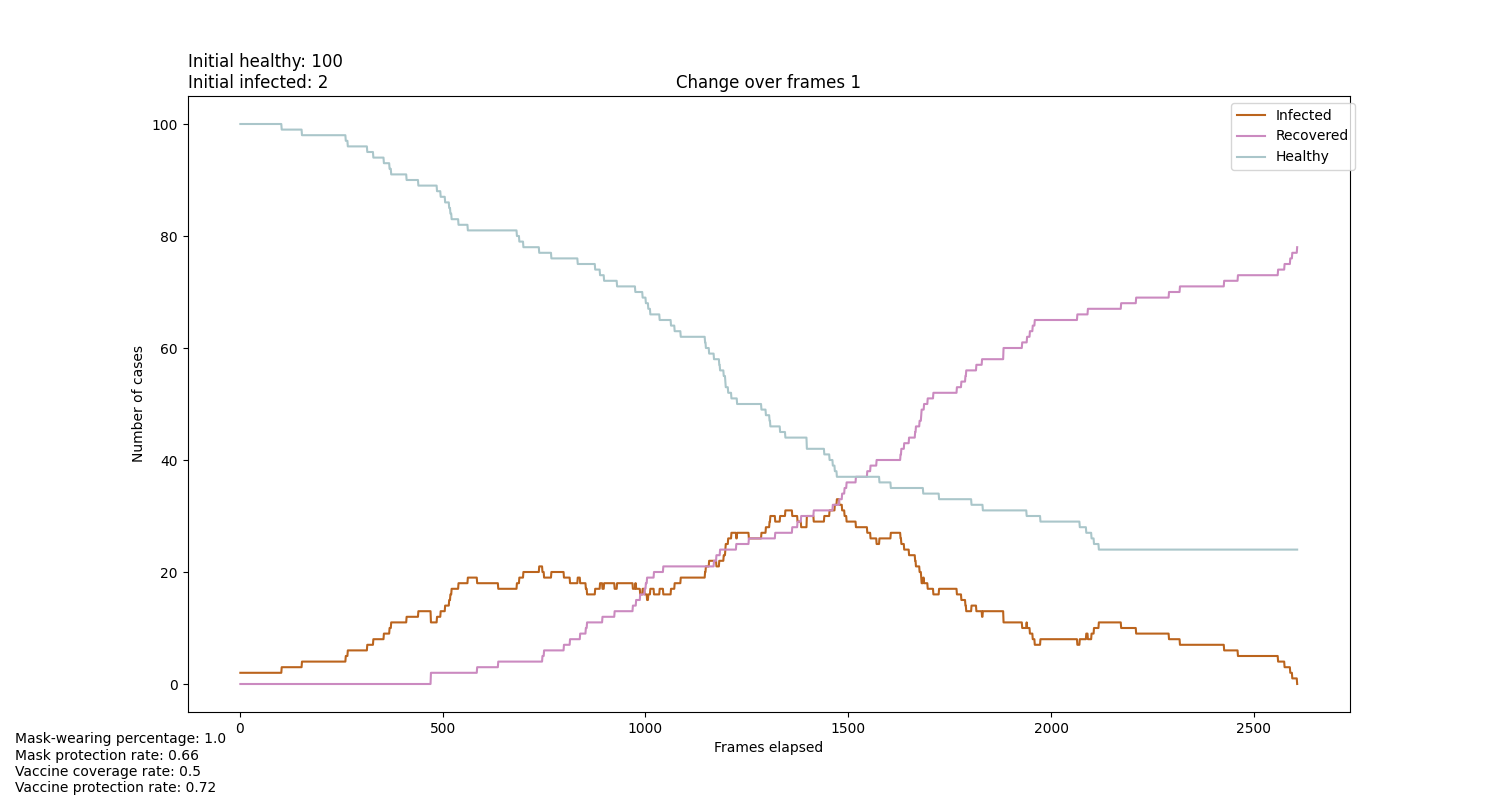 Initial healthy: 100
Initial infected: 2
Change over frames 1
Infected
Recovered
Healthy
100
80
60
40
20
0
Number of cases
0 500 1000 1500 2000 2500
Frames elapsed
Mask-wearing percentage: 1.0
Mask protection rate: 0.66
Vaccine coverage rate: 0.5
Vaccine protection rate: 0.72